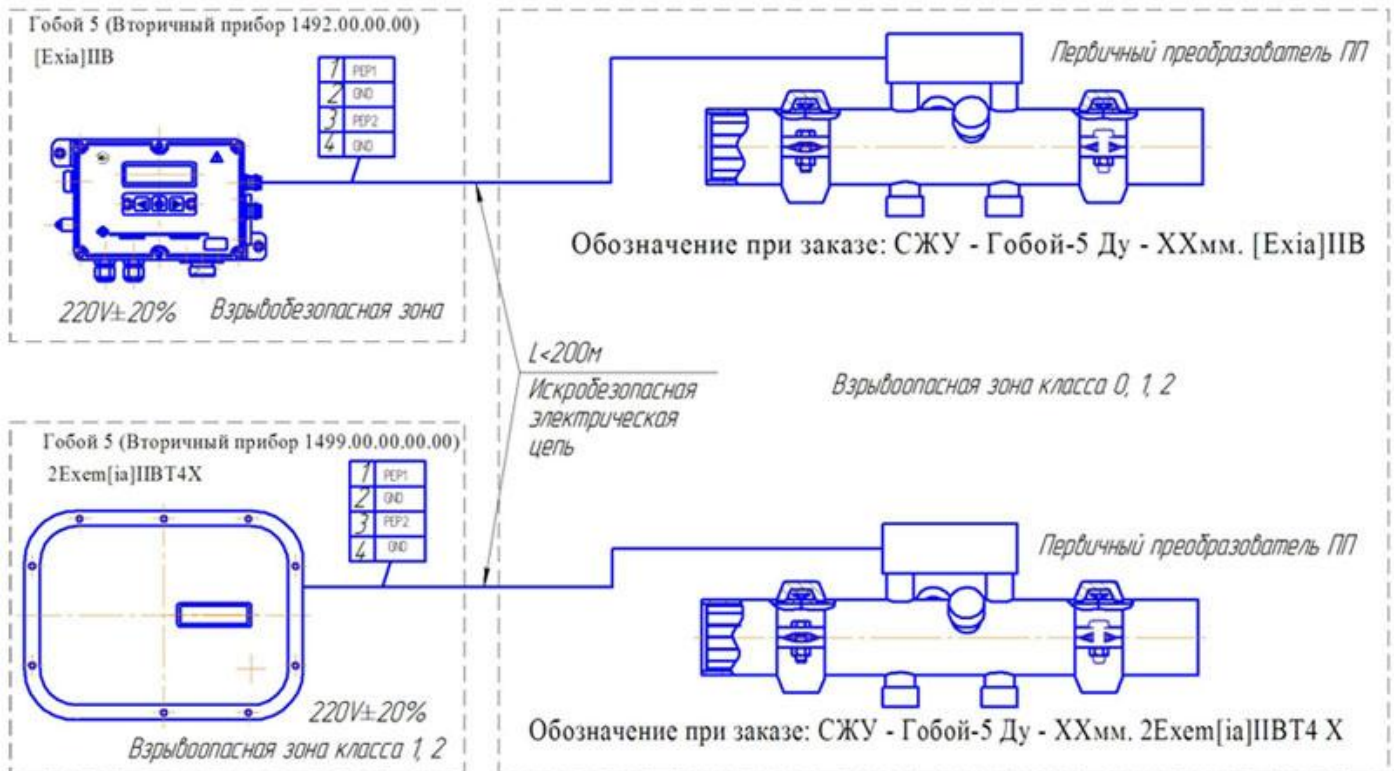 Гобой 5 (Вторичный прибор 1492.00.00.00)
[Exia]IIB
1 PEP1
2 GND
3 PEP2
4 GND
220V±20%
Взрывобезопасная зона
Первичный преобразователь ПП
Обозначение при заказе: СЖУ - Гобой-5 Ду - ХХмм. [Exia]IIB
L<200м
Искробезопасная
электрическая
цепь
Взрывоопасная зона класса 0, 1, 2
Гобой 5 (Вторичный прибор 1499.00.00.00.00)
2Exem[ia]IIBT4 X
1 PEP1
2 GND
3 PEP2
4 GND
220V±20%
Взрывоопасная зона класса 1, 2
Первичный преобразователь ПП
Обозначение при заказе: СЖУ - Гобой-5 Ду - ХХмм. 2Exem[ia]IIBT4 X